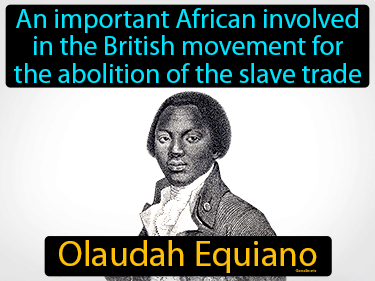 An important African involved
in the British movement for
the abolition of the slave trade
Olaudah Equiano